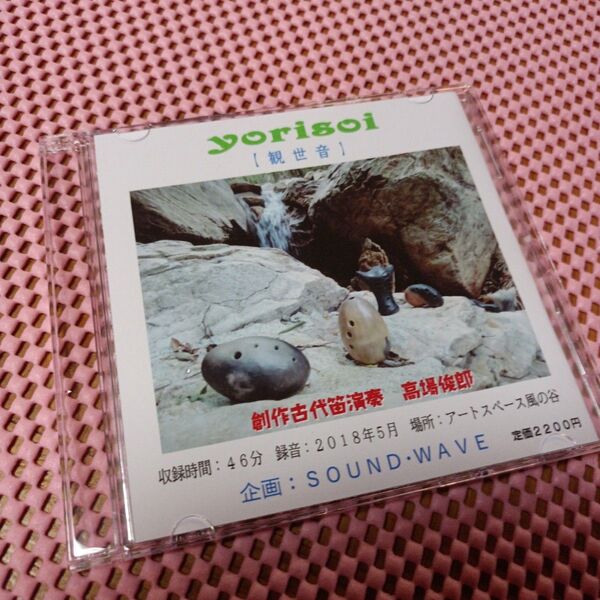 yorisoi
【観世音】
創作古代笛演奏 高場俊郎
収録時間：46分 録音：2018年5月 場所：アートスペース風の谷
企画：SOUND・WAVE 定価2200円